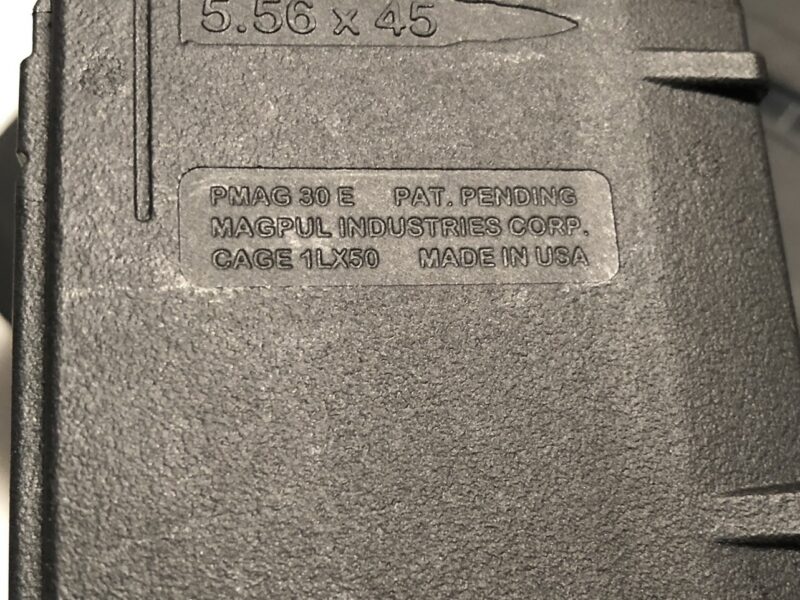 5.56 x 45
PMAG 30 E PAT. PENDING
MAGPUL INDUSTRIES CORP.
CAGE 1LX50 MADE IN USA